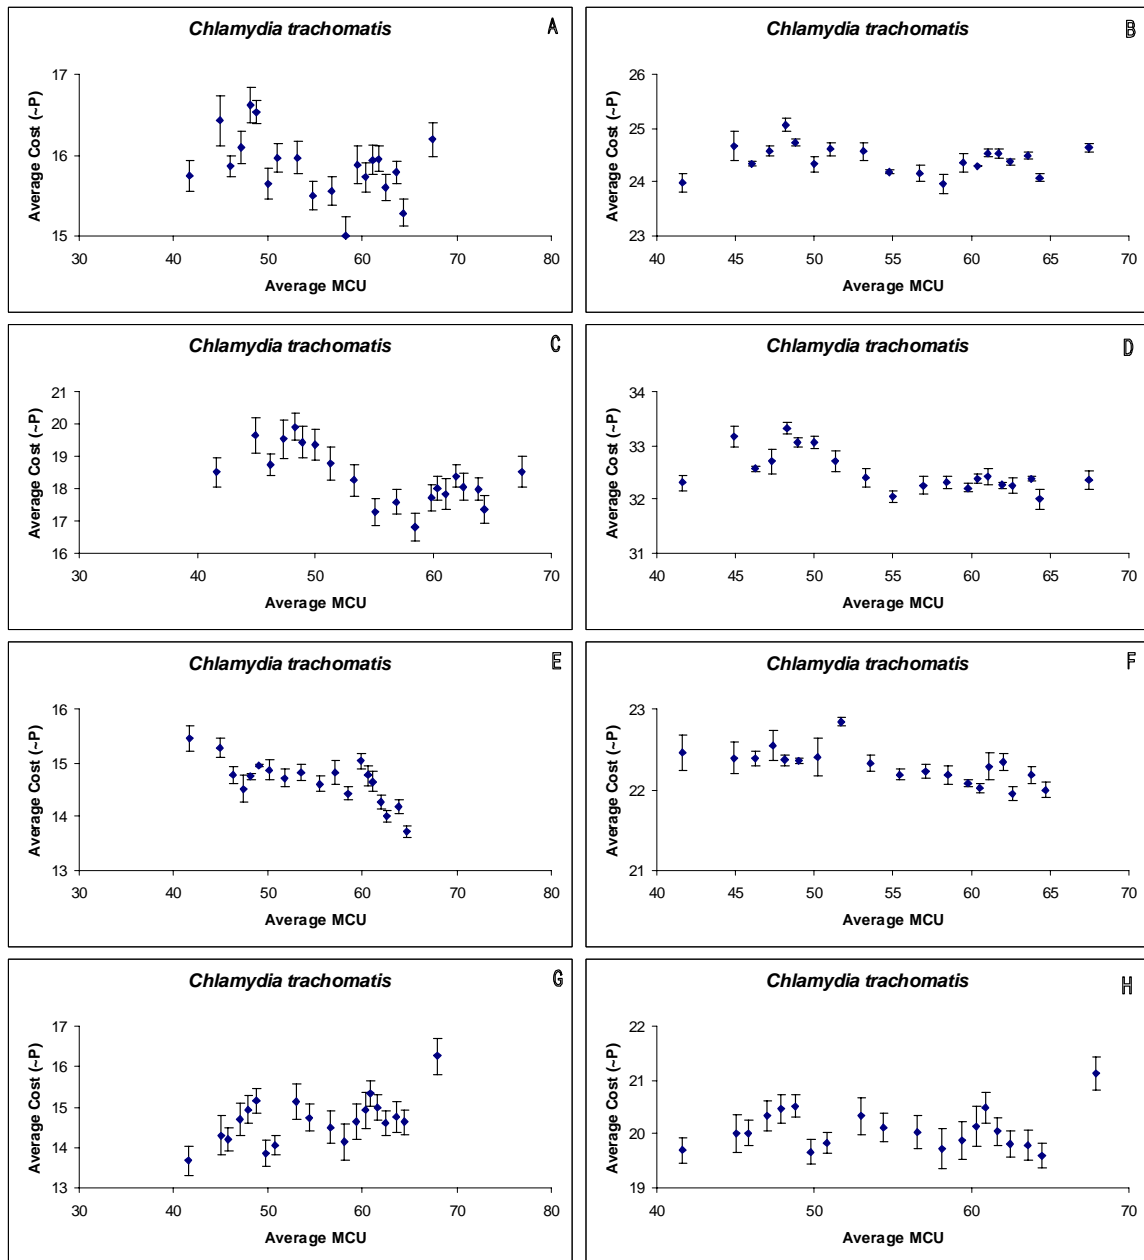 Chlamydia trachomatis A
17
16
15
Average Cost (~P)
30 40 50 60 70 80
Average MCU
Chlamydia trachomatis B
26
25
24
23
Average Cost (~P)
40 45 50 55 60 65 70
Average MCU
Chlamydia trachomatis C
21
20
19
18
17
16
Average Cost (~P)
30 40 50 60 70
Average MCU
Chlamydia trachomatis D
34
33
32
31
Average Cost (~P)
40 45 50 55 60 65 70
Average MCU
Chlamydia trachomatis E
16
15
14
13
Average Cost (~P)
30 40 50 60 70 80
Average MCU
Chlamydia trachomatis F
23
22
21
Average Cost (~P)
40 45 50 55 60 65 70
Average MCU
Chlamydia trachomatis G
17
16
15
14
13
Average Cost (~P)
30 40 50 60 70 80
Average MCU
Chlamydia trachomatis H
22
21
20
19
Average Cost (~P)
40 50 60 70
Average MCU